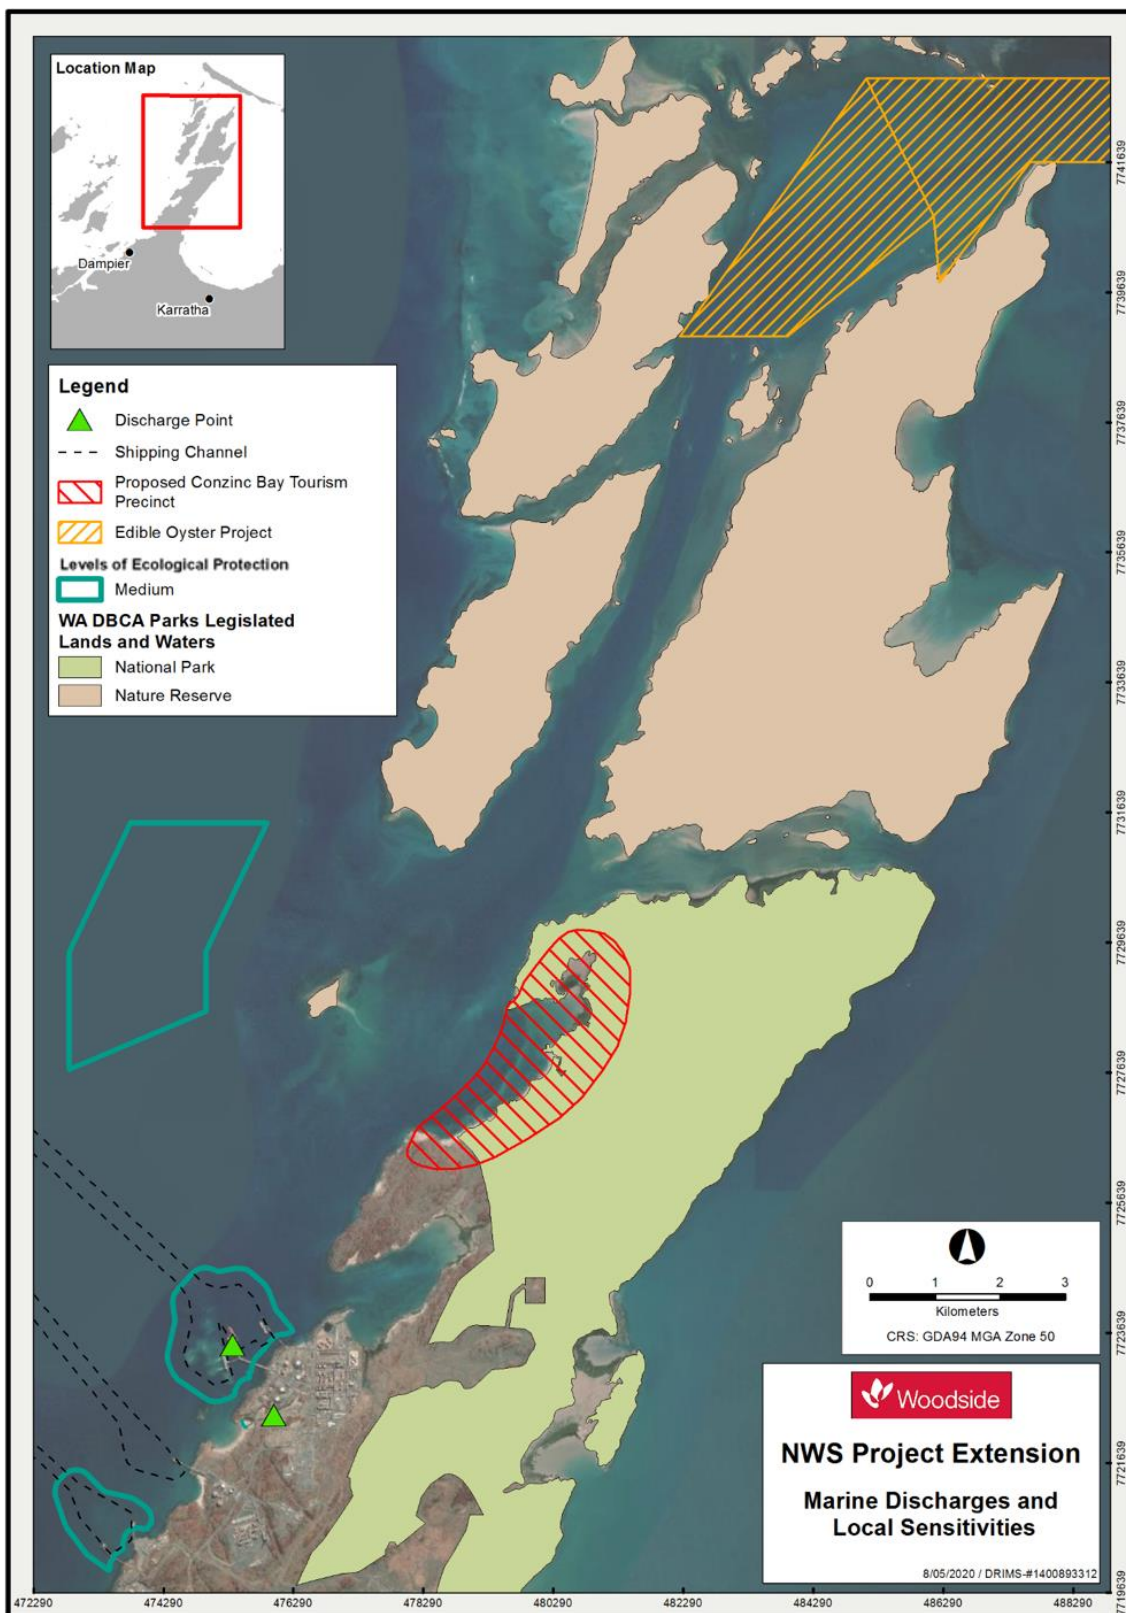 Location Map
Dampier
Karratha
Legend
Discharge Point
Shipping Channel
Proposed Conzinc Bay Tourism
Precinct
Edible Oyster Project
Levels of Ecological Protection
Medium
WA DBCA Parks Legislated
Lands and Waters
National Park
Nature Reserve
7741639
7739639
7737639
7735639
7733639
7731639
7729639
7727639
7725639
7723639
7721639
7719639
0 1 2 3
Kilometers
CRS: GDA94 MGA Zone 50
Woodside
NWS Project Extension
Marine Discharges and
Local Sensitivities
8/05/2020 / DRIMS-#1400893312
472290 474290 476290 478290 480290 482290 484290 486290 488290